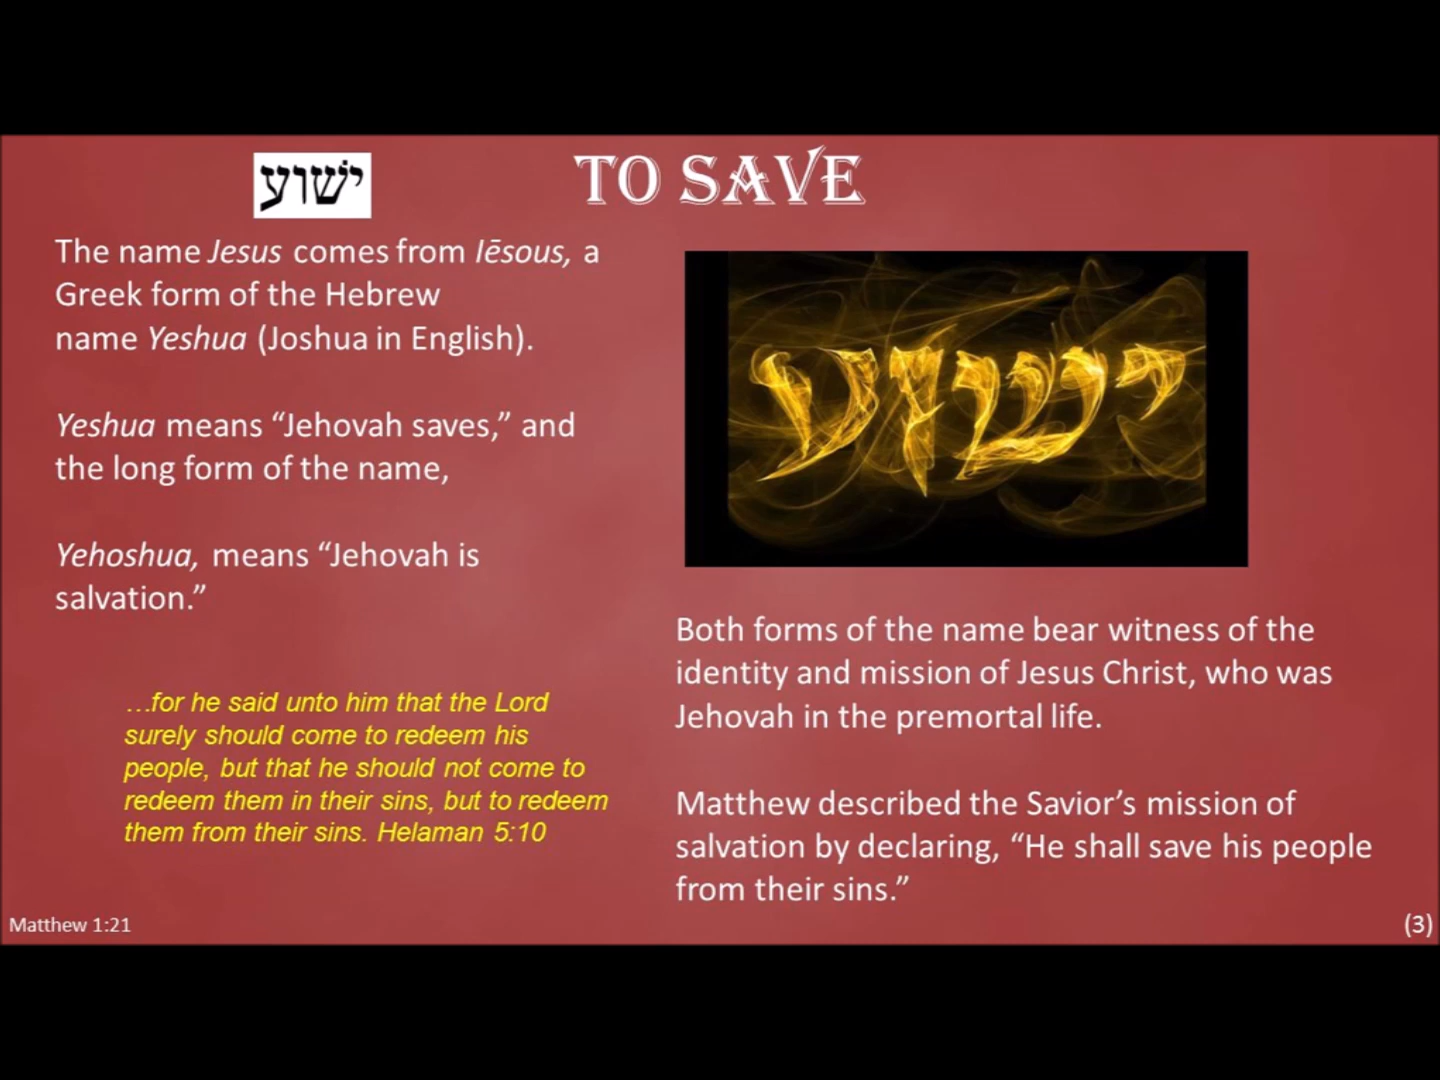 ישׁוע
TO SAVE
The name Jesus comes from Iēsous, a
Greek form of the Hebrew
name Yeshua (Joshua in English).
Yeshua means “Jehovah saves,” and
the long form of the name,
Yehoshua, means “Jehovah is
salvation.”
…for he said unto him that the Lord
surely should come to redeem his
people, but that he should not come to
redeem them in their sins, but to redeem
them from their sins. Helaman 5:10
ישוע
Both forms of the name bear witness of the
identity and mission of Jesus Christ, who was
Jehovah in the premortal life.
Matthew described the Savior’s mission of
salvation by declaring, “He shall save his people
from their sins.”
Matthew 1:21
(3)